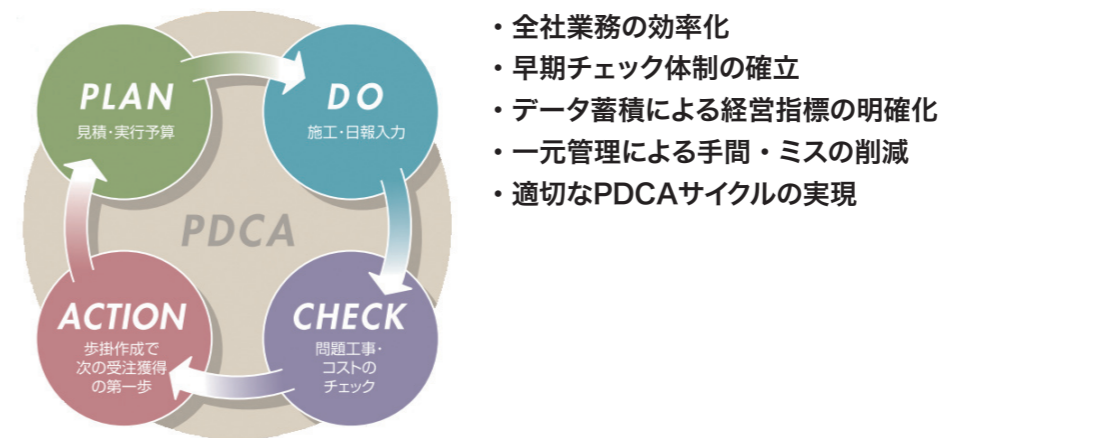 PLAN
見積・実行予算
DO
施工・日報入力
PDCA
ACTION
歩掛作成で
次の受注獲得
の第一歩
CHECK
問題工事・
コストの
チェック
・全社業務の効率化
・早期チェック体制の確立
・データ蓄積による経営指標の明確化
・一元管理による手間・ミスの削減
・適切なPDCAサイクルの実現